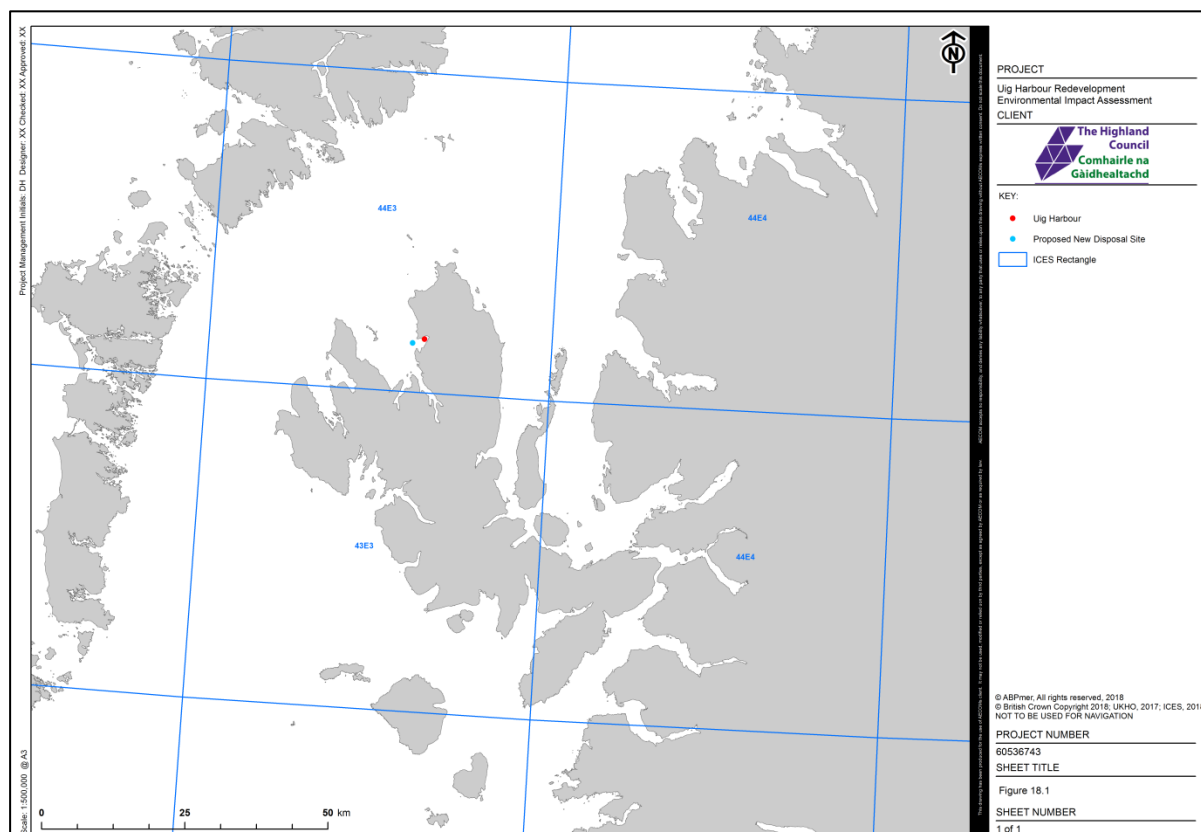 Project Management Initials: DH Designer: XX Checked: XX Approved: XX
Scale: 1:500,000 @ A3
N
44E3
44E4
43E3
44E4
0 25 50 km
PROJECT
Uig Harbour Redevelopment
Environmental Impact Assessment
CLIENT
The Highland
Council
Comhairle na
Gàidhealtachd
KEY:
Uig Harbour
Proposed New Disposal Site
ICES Rectangle
© ABPmer, All rights reserved, 2018
© British Crown Copyright 2018; UKHO, 2017; ICES, 2018
NOT TO BE USED FOR NAVIGATION
PROJECT NUMBER
60536743
SHEET TITLE
Figure 18.1
SHEET NUMBER
1 of 1